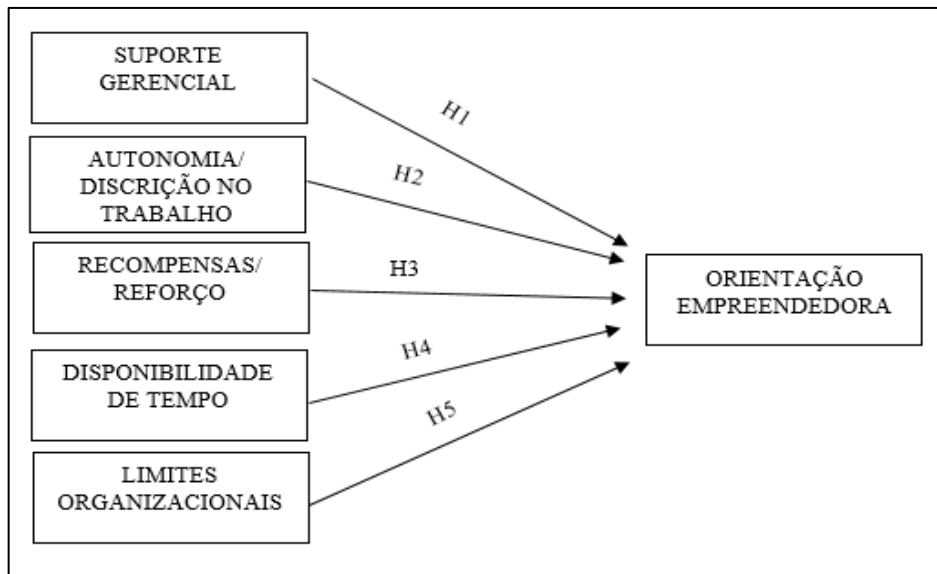 SUPORTE
GERENCIAL
H1
AUTONOMIA/
DISCRIÇÃO NO
TRABALHO
H2
RECOMPENSAS/
REFORÇO
H3
ORIENTAÇÃO
EMPREENDEDORA
DISPONIBILIDADE
DE TEMPO
H4
LIMITES
ORGANIZACIONAIS
H5